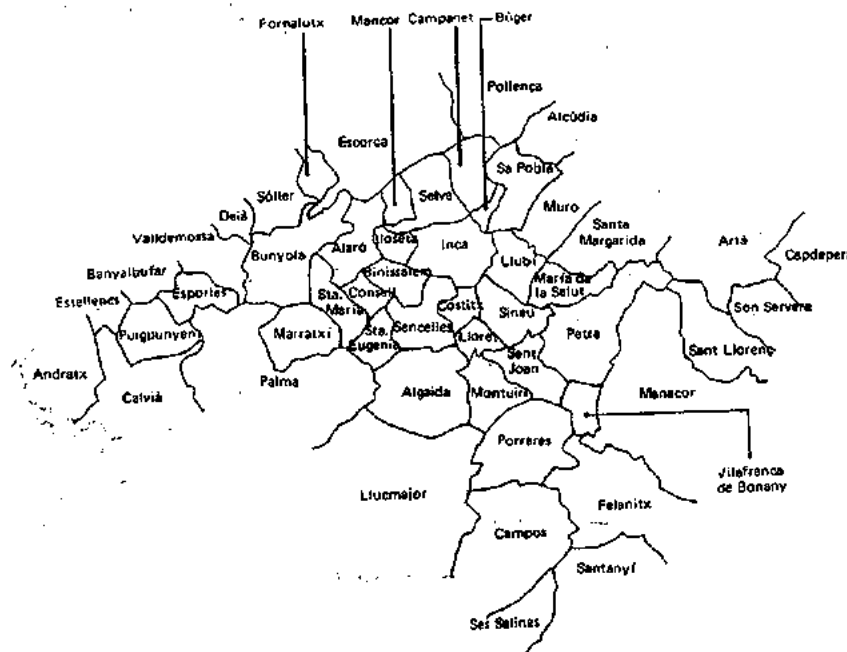 Fornalutx
Mancor
Campanet
Búger
Pollença
Alcúdia
Escorca
Sa Pobla
Sóller
Selva
Muro
Deià
Santa
Margarida
Valldemossa
Lloseta
Inca
Artà
Bunyola
Alaró
Llubí
Capdepera
Banyalbufar
Binissalem
María de
la Salut
Esporles
Estellencs
Sta.
María
Consell
Costitx
Sineu
Son Servera
Puigpunyent
Marratxí
Sta.
Eugenia
Sencelles
Lloret
Petra
Sant Llorenç
Sant
Joan
Andratx
Palma
Calvià
Algaida
Montuiri
Manacor
Porreres
Vilafranca
de Bonany
Llucmajor
Felanitx
Campos
Santanyí
Ses Salines